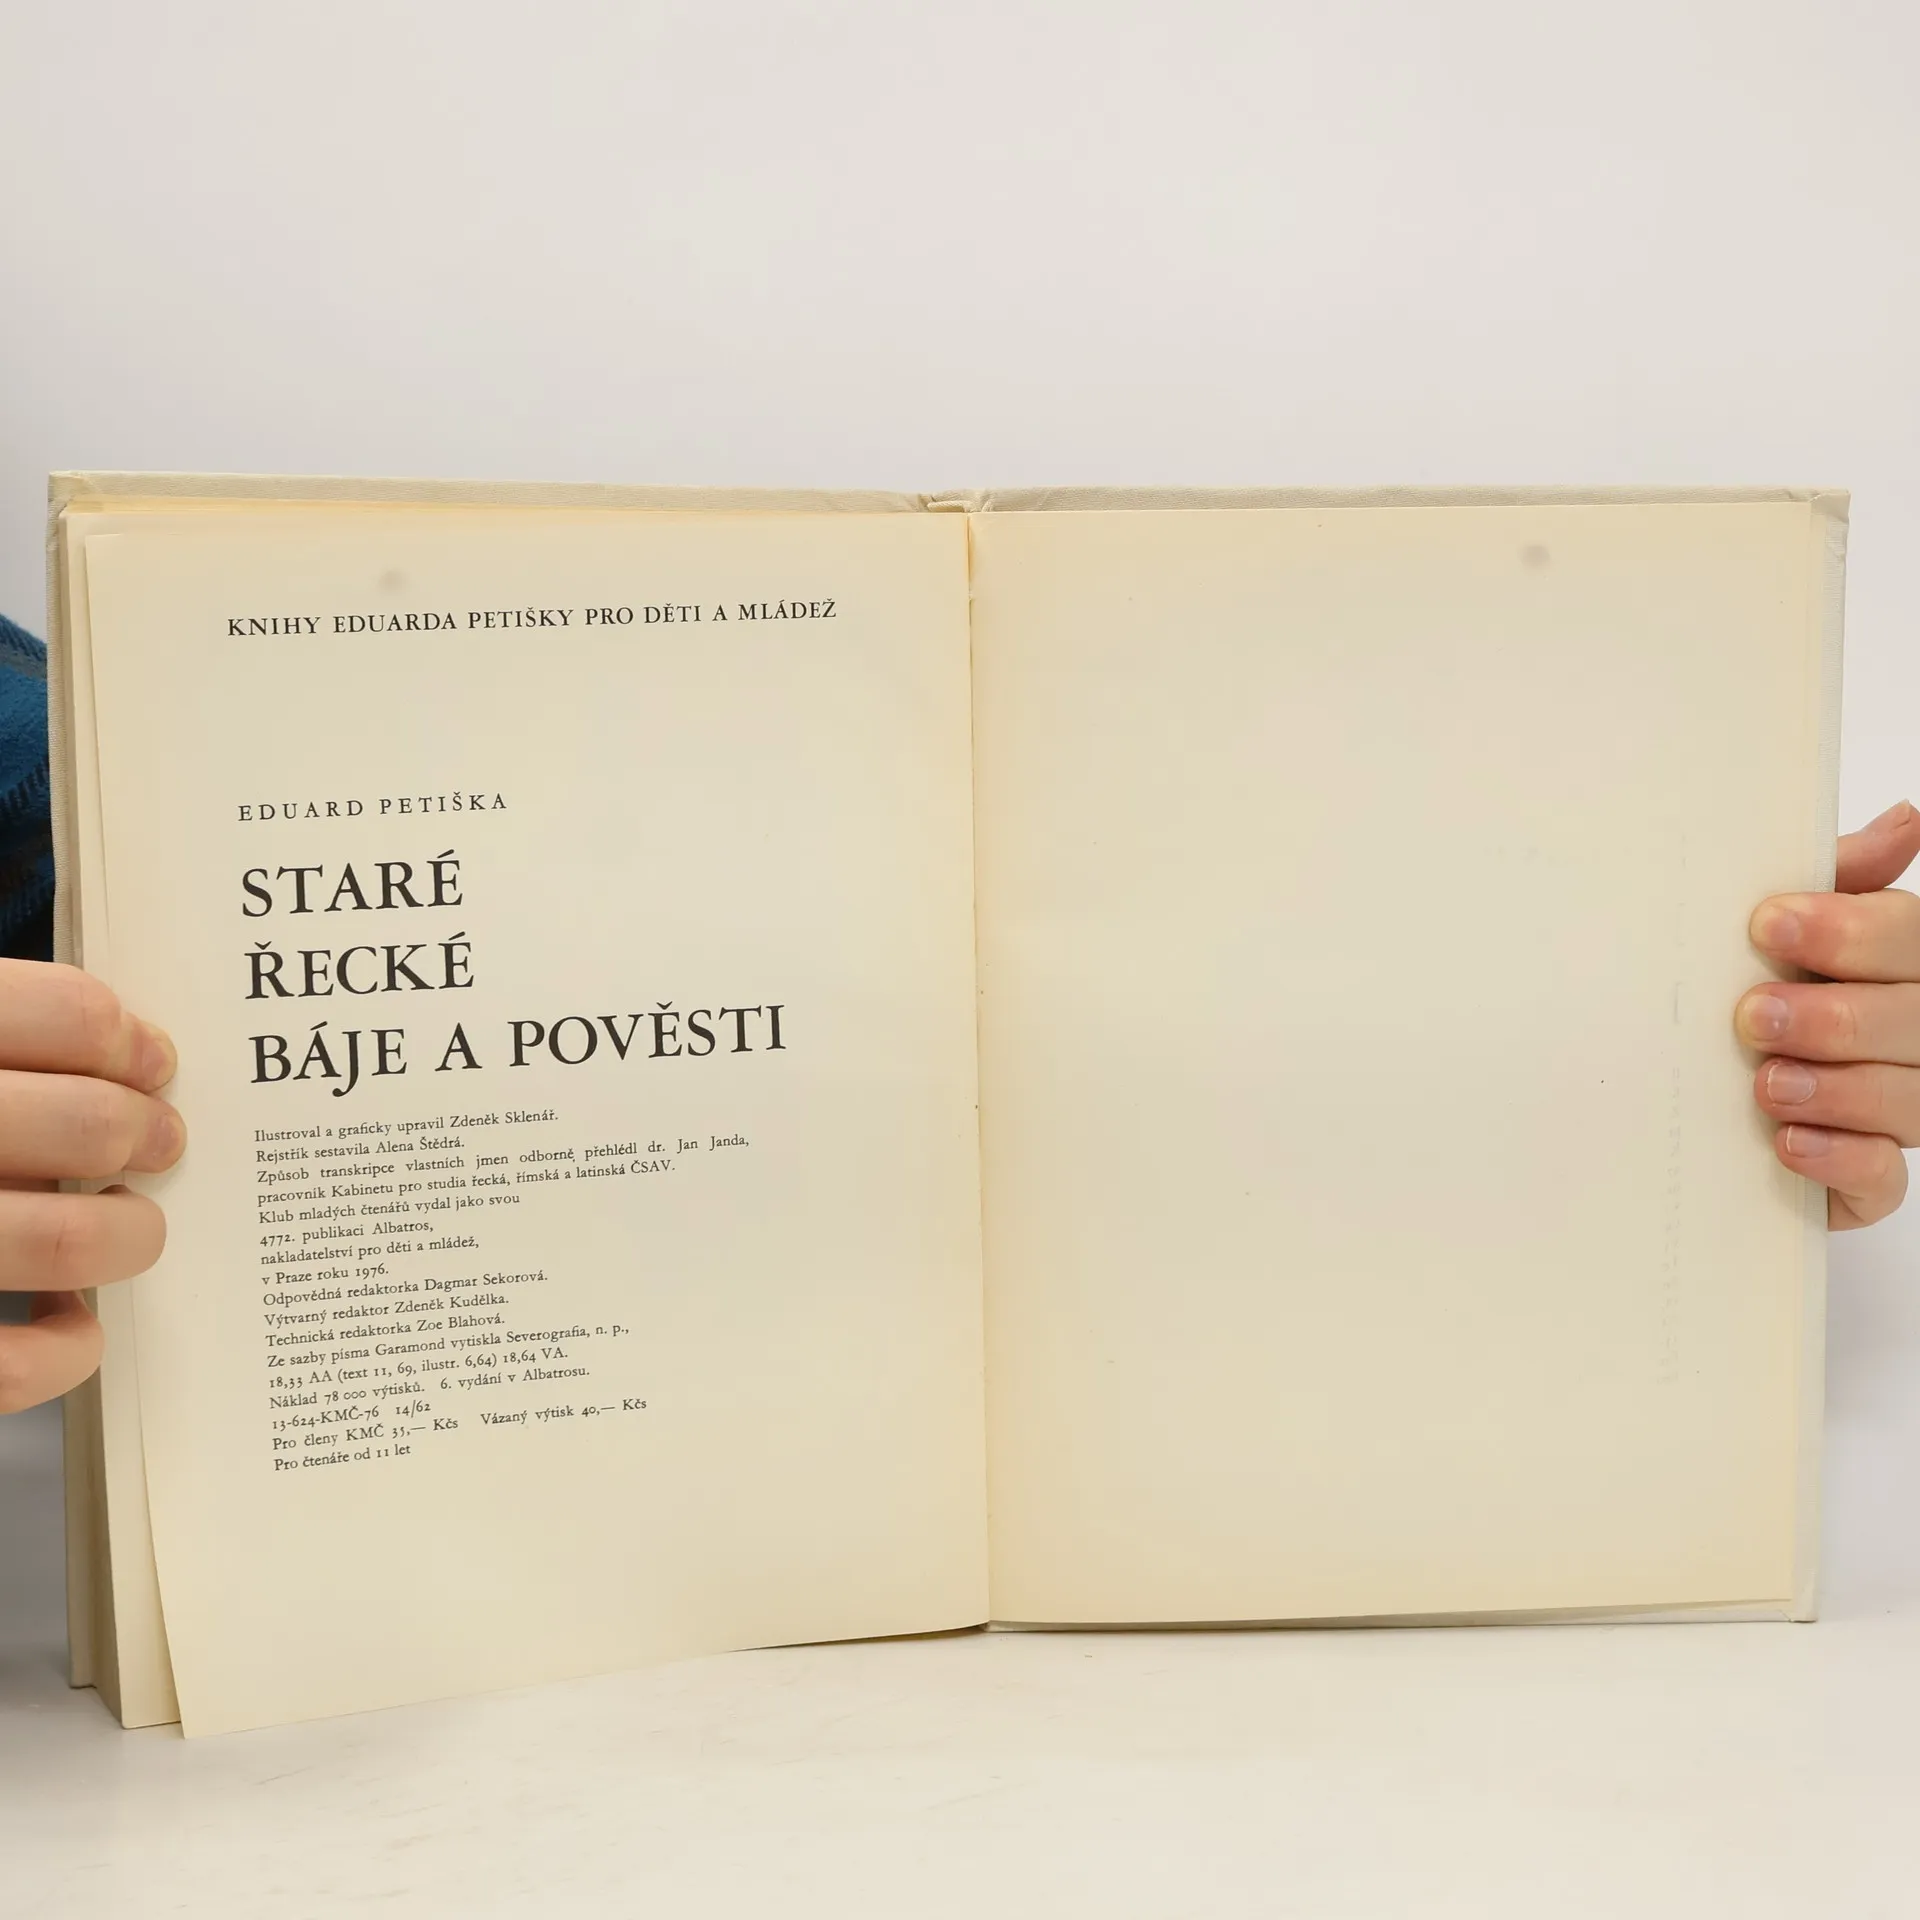 KNIHY EDUARDA PETIŠKY PRO DĚTI A MLÁDEŽ
EDUARD PETIŠKA
STARÉ
ŘECKÉ
BÁJE A POVĚSTI
Ilustroval a graficky upravil Zdeněk Sklenář.
Rejstřík sestavila Alena Štědrá.
Způsob transkripce vlastních jmen odborně přehlédl dr. Jan Janda,
pracovník Kabinetu pro studia řecká, římská a latinská ČSAV.
Klub mladých čtenářů vydal jako svou
4772. publikaci Albatros,
nakladatelství pro děti a mládež,
v Praze roku 1976.
Odpovědná redaktorka Dagmar Sekorová.
Výtvarný redaktor Zdeněk Kudělka.
Technická redaktorka Zoe Blahová.
Ze sazby písma Garamond vytiskla Severografia, n. p.,
18,33 AA (text 11, 69, ilustr. 6,64) 18,64 VA.
Náklad 78 000 výtisků. 6. vydání v Albatrosu.
13-624-KMČ-76 14/62
Pro členy KMČ 35,— Kčs Vázaný výtisk 40,— Kčs
Pro čtenáře od 11 let